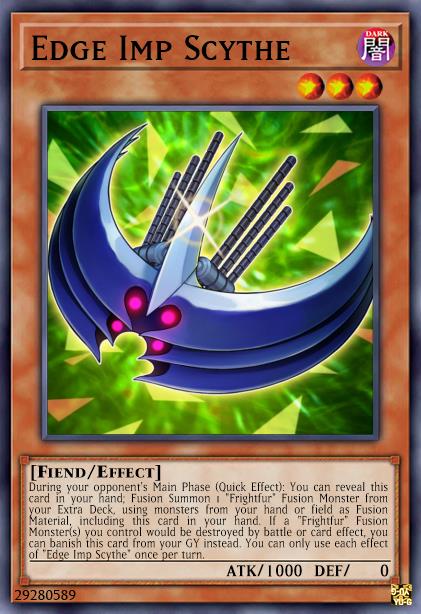 Edge Imp Scythe
DARK
闇
[Fiend/Effect]
During your opponent's Main Phase (Quick Effect): You can reveal this
card in your hand; Fusion Summon 1 "Frightfur" Fusion Monster from
your Extra Deck, using monsters from your hand or field as Fusion
Material, including this card in your hand. If a "Frightfur" Fusion
Monster(s) you control would be destroyed by battle or card effect, you
can banish this card from your GY instead. You can only use each effect
of "Edge Imp Scythe" once per turn.
ATK/1000 DEF/ 0
29280589